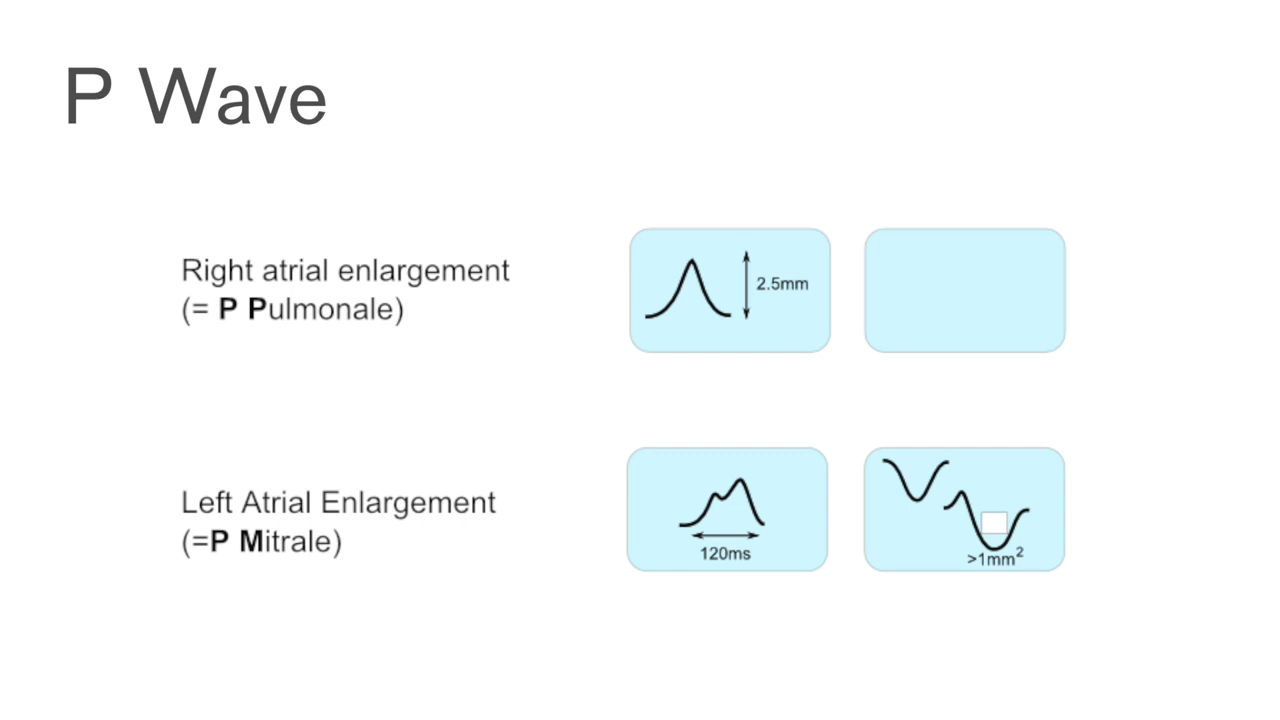 P Wave
Right atrial enlargement
(= P Pulmonale)
2.5mm
Left Atrial Enlargement
(=P Mitrale)
120ms
>1mm²